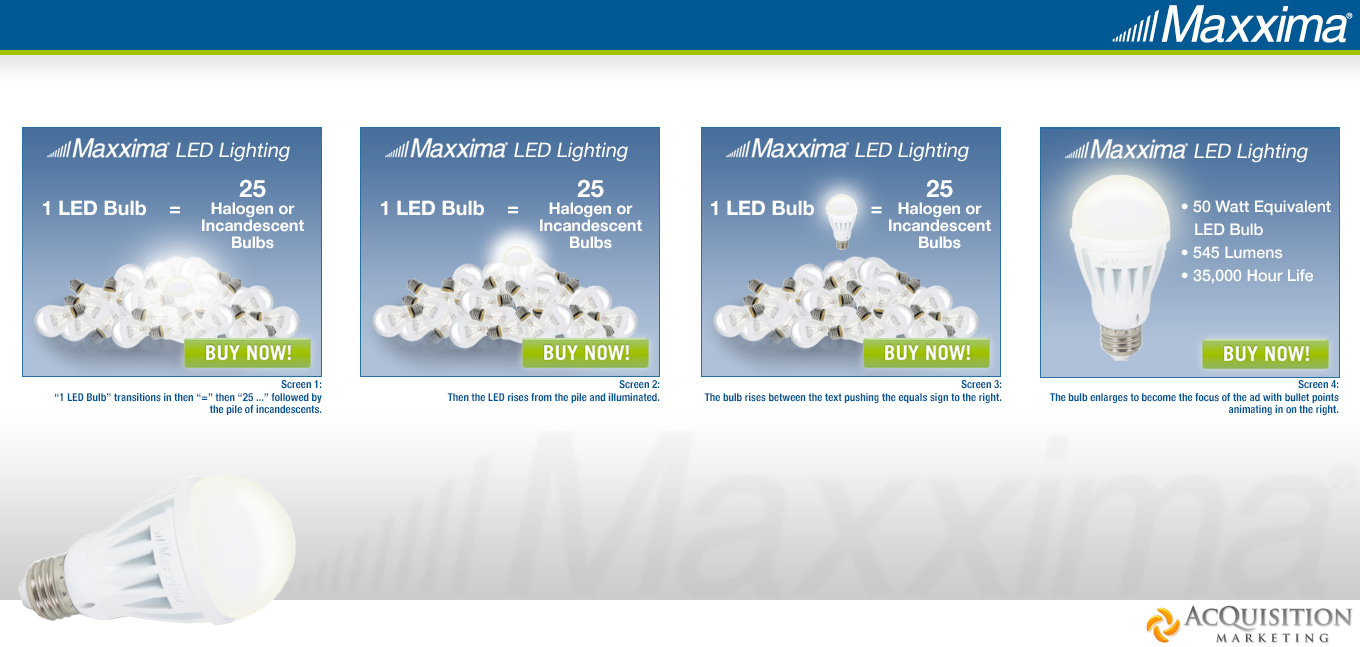 Maxxima®
Maxxima® LED Lighting
1 LED Bulb =
25
Halogen or
Incandescent
Bulbs
BUY NOW!
Screen 1:
“1 LED Bulb” transitions in then “=” then “25 ...” followed by
the pile of incandescents.
Maxxima® LED Lighting
1 LED Bulb =
25
Halogen or
Incandescent
Bulbs
BUY NOW!
Screen 2:
Then the LED rises from the pile and illuminated.
Maxxima® LED Lighting
1 LED Bulb =
25
Halogen or
Incandescent
Bulbs
BUY NOW!
Screen 3:
The bulb rises between the text pushing the equals sign to the right.
Maxxima® LED Lighting
• 50 Watt Equivalent
LED Bulb
• 545 Lumens
• 35,000 Hour Life
BUY NOW!
Screen 4:
The bulb enlarges to become the focus of the ad with bullet points
animating in on the right.
Maxxima®
ACQUISITION
MARKETING